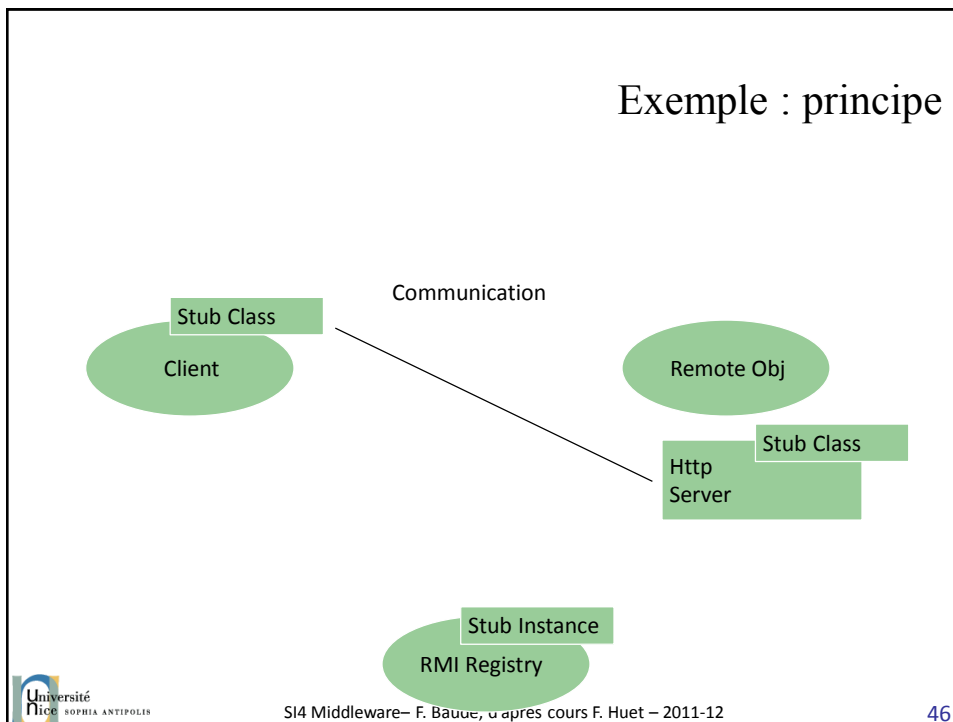 Exemple : principe
Communication
Stub Class
Client
Remote Obj
Stub Class
Http
Server
Stub Instance
RMI Registry
Université
nice SOPHIA ANTIPOLIS
SI4 Middleware– F. Baude, d'après cours F. Huet – 2011-12
46